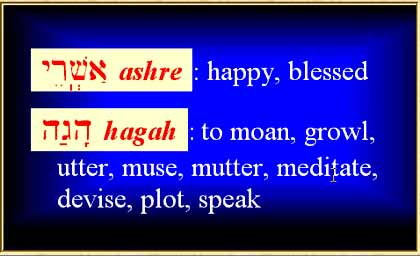 אַשְֽׁרֵי ashre : happy, blessed
הָגַה hagah : to moan, growl,
utter, muse, mutter, meditate,
devise, plot, speak